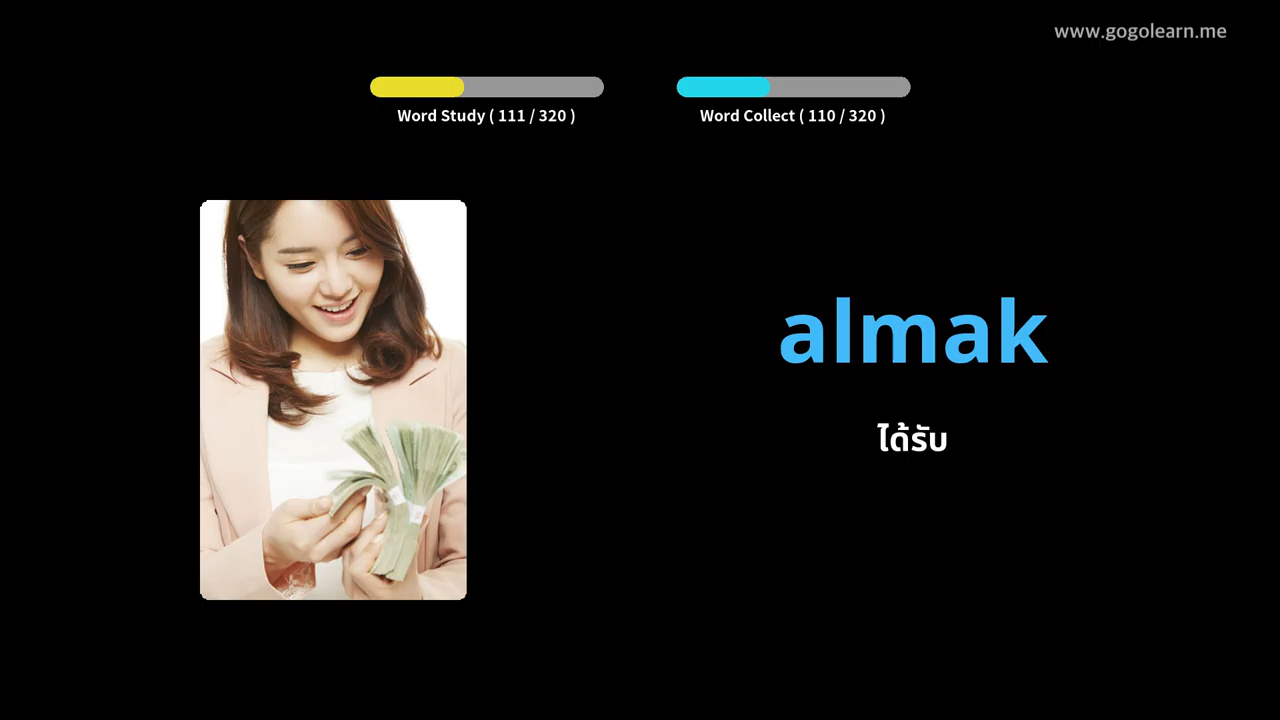 www.gogolearn.me
Word Study ( 111 / 320 )
Word Collect ( 110 / 320 )
almak
ได้รับ